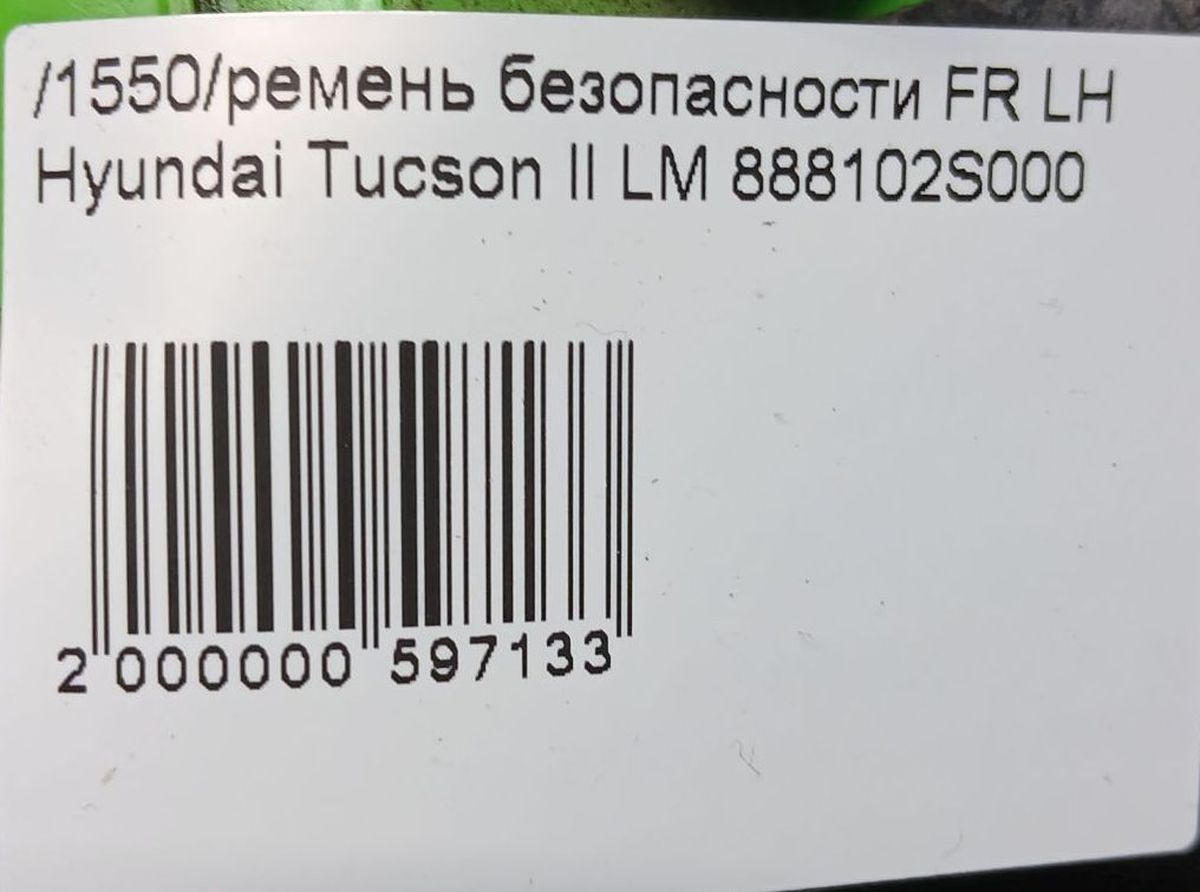 /1550/ремень безопасности FR LH
Hyundai Tucson II LM 888102S000
2 000000 597133